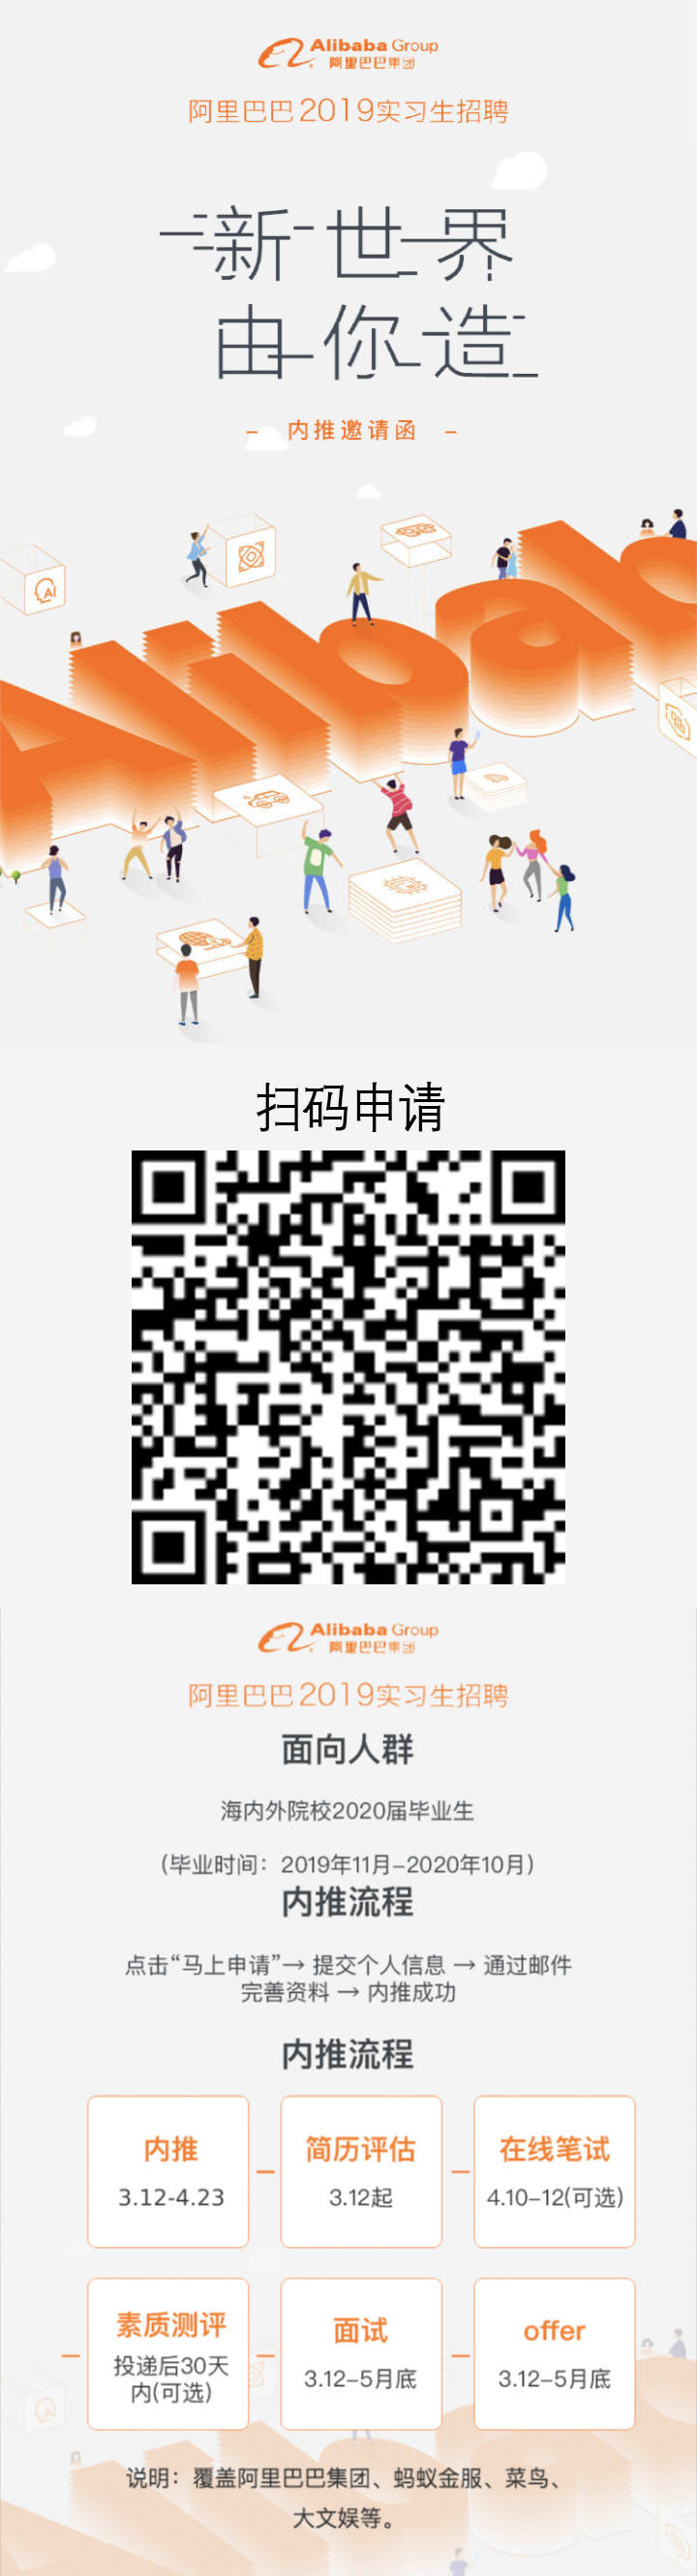 Alibaba Group
阿里巴巴集团
阿里巴巴2019实习生招聘
新世界
由你造
- 内推邀请函 -
AI
Alibab
扫码申请
Alibaba Group
阿里巴巴集团
阿里巴巴2019实习生招聘
面向人群
海内外院校2020届毕业生
（毕业时间：2019年11月-2020年10月）
内推流程
点击“马上申请”→ 提交个人信息 → 通过邮件
完善资料 → 内推成功
内推流程
内推
3.12-4.23
简历评估
3.12起
在线笔试
4.10-12(可选)
素质测评
投递后30天
内(可选)
面试
3.12-5月底
offer
3.12-5月底
AI
说明：覆盖阿里巴巴集团、蚂蚁金服、菜鸟、
大文娱等。